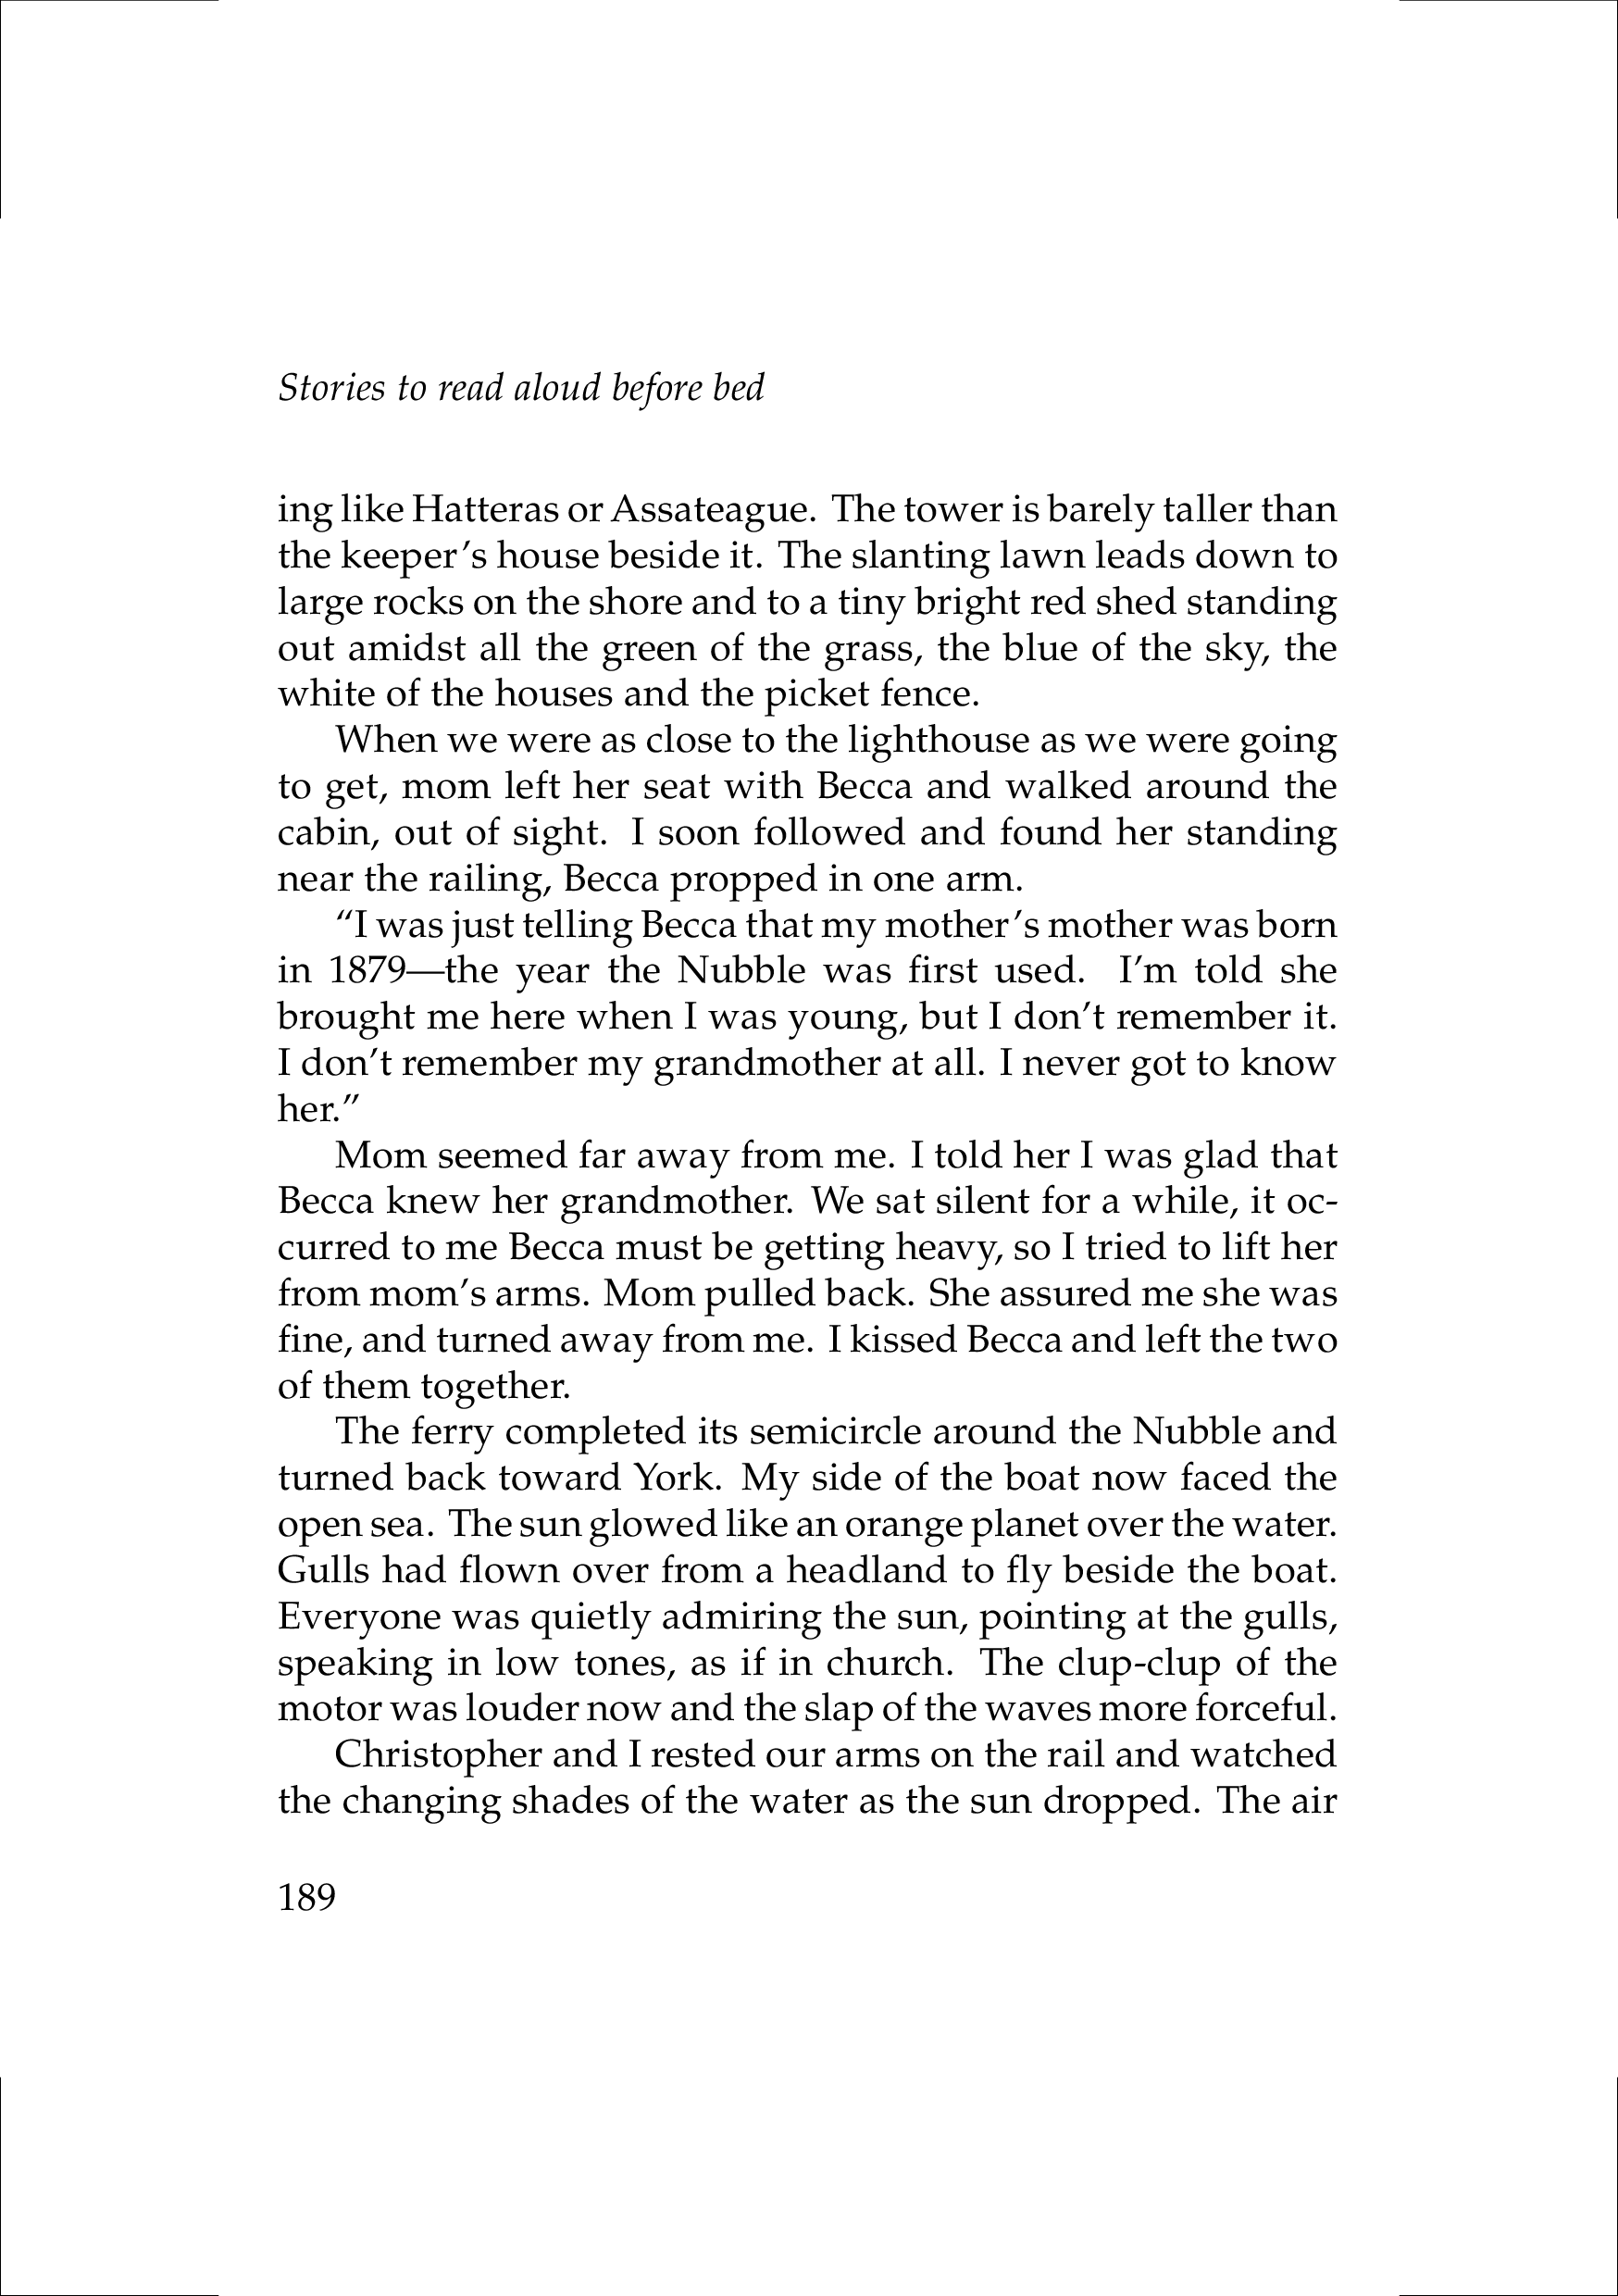 Stories to read aloud before bed
ing like Hatteras or Assateague. The tower is barely taller than
the keeper’s house beside it. The slanting lawn leads down to
large rocks on the shore and to a tiny bright red shed standing
out amidst all the green of the grass, the blue of the sky, the
white of the houses and the picket fence.
When we were as close to the lighthouse as we were going
to get, mom left her seat with Becca and walked around the
cabin, out of sight. I soon followed and found her standing
near the railing, Becca propped in one arm.
“I was just telling Becca that my mother’s mother was born
in 1879—the year the Nubble was first used. I’m told she
brought me here when I was young, but I don’t remember it.
I don’t remember my grandmother at all. I never got to know
her.”
Mom seemed far away from me. I told her I was glad that
Becca knew her grandmother. We sat silent for a while, it oc-
curred to me Becca must be getting heavy, so I tried to lift her
from mom’s arms. Mom pulled back. She assured me she was
fine, and turned away from me. I kissed Becca and left the two
of them together.
The ferry completed its semicircle around the Nubble and
turned back toward York. My side of the boat now faced the
open sea. The sun glowed like an orange planet over the water.
Gulls had flown over from a headland to fly beside the boat.
Everyone was quietly admiring the sun, pointing at the gulls,
speaking in low tones, as if in church. The clup-clup of the
motor was louder now and the slap of the waves more forceful.
Christopher and I rested our arms on the rail and watched
the changing shades of the water as the sun dropped. The air
189